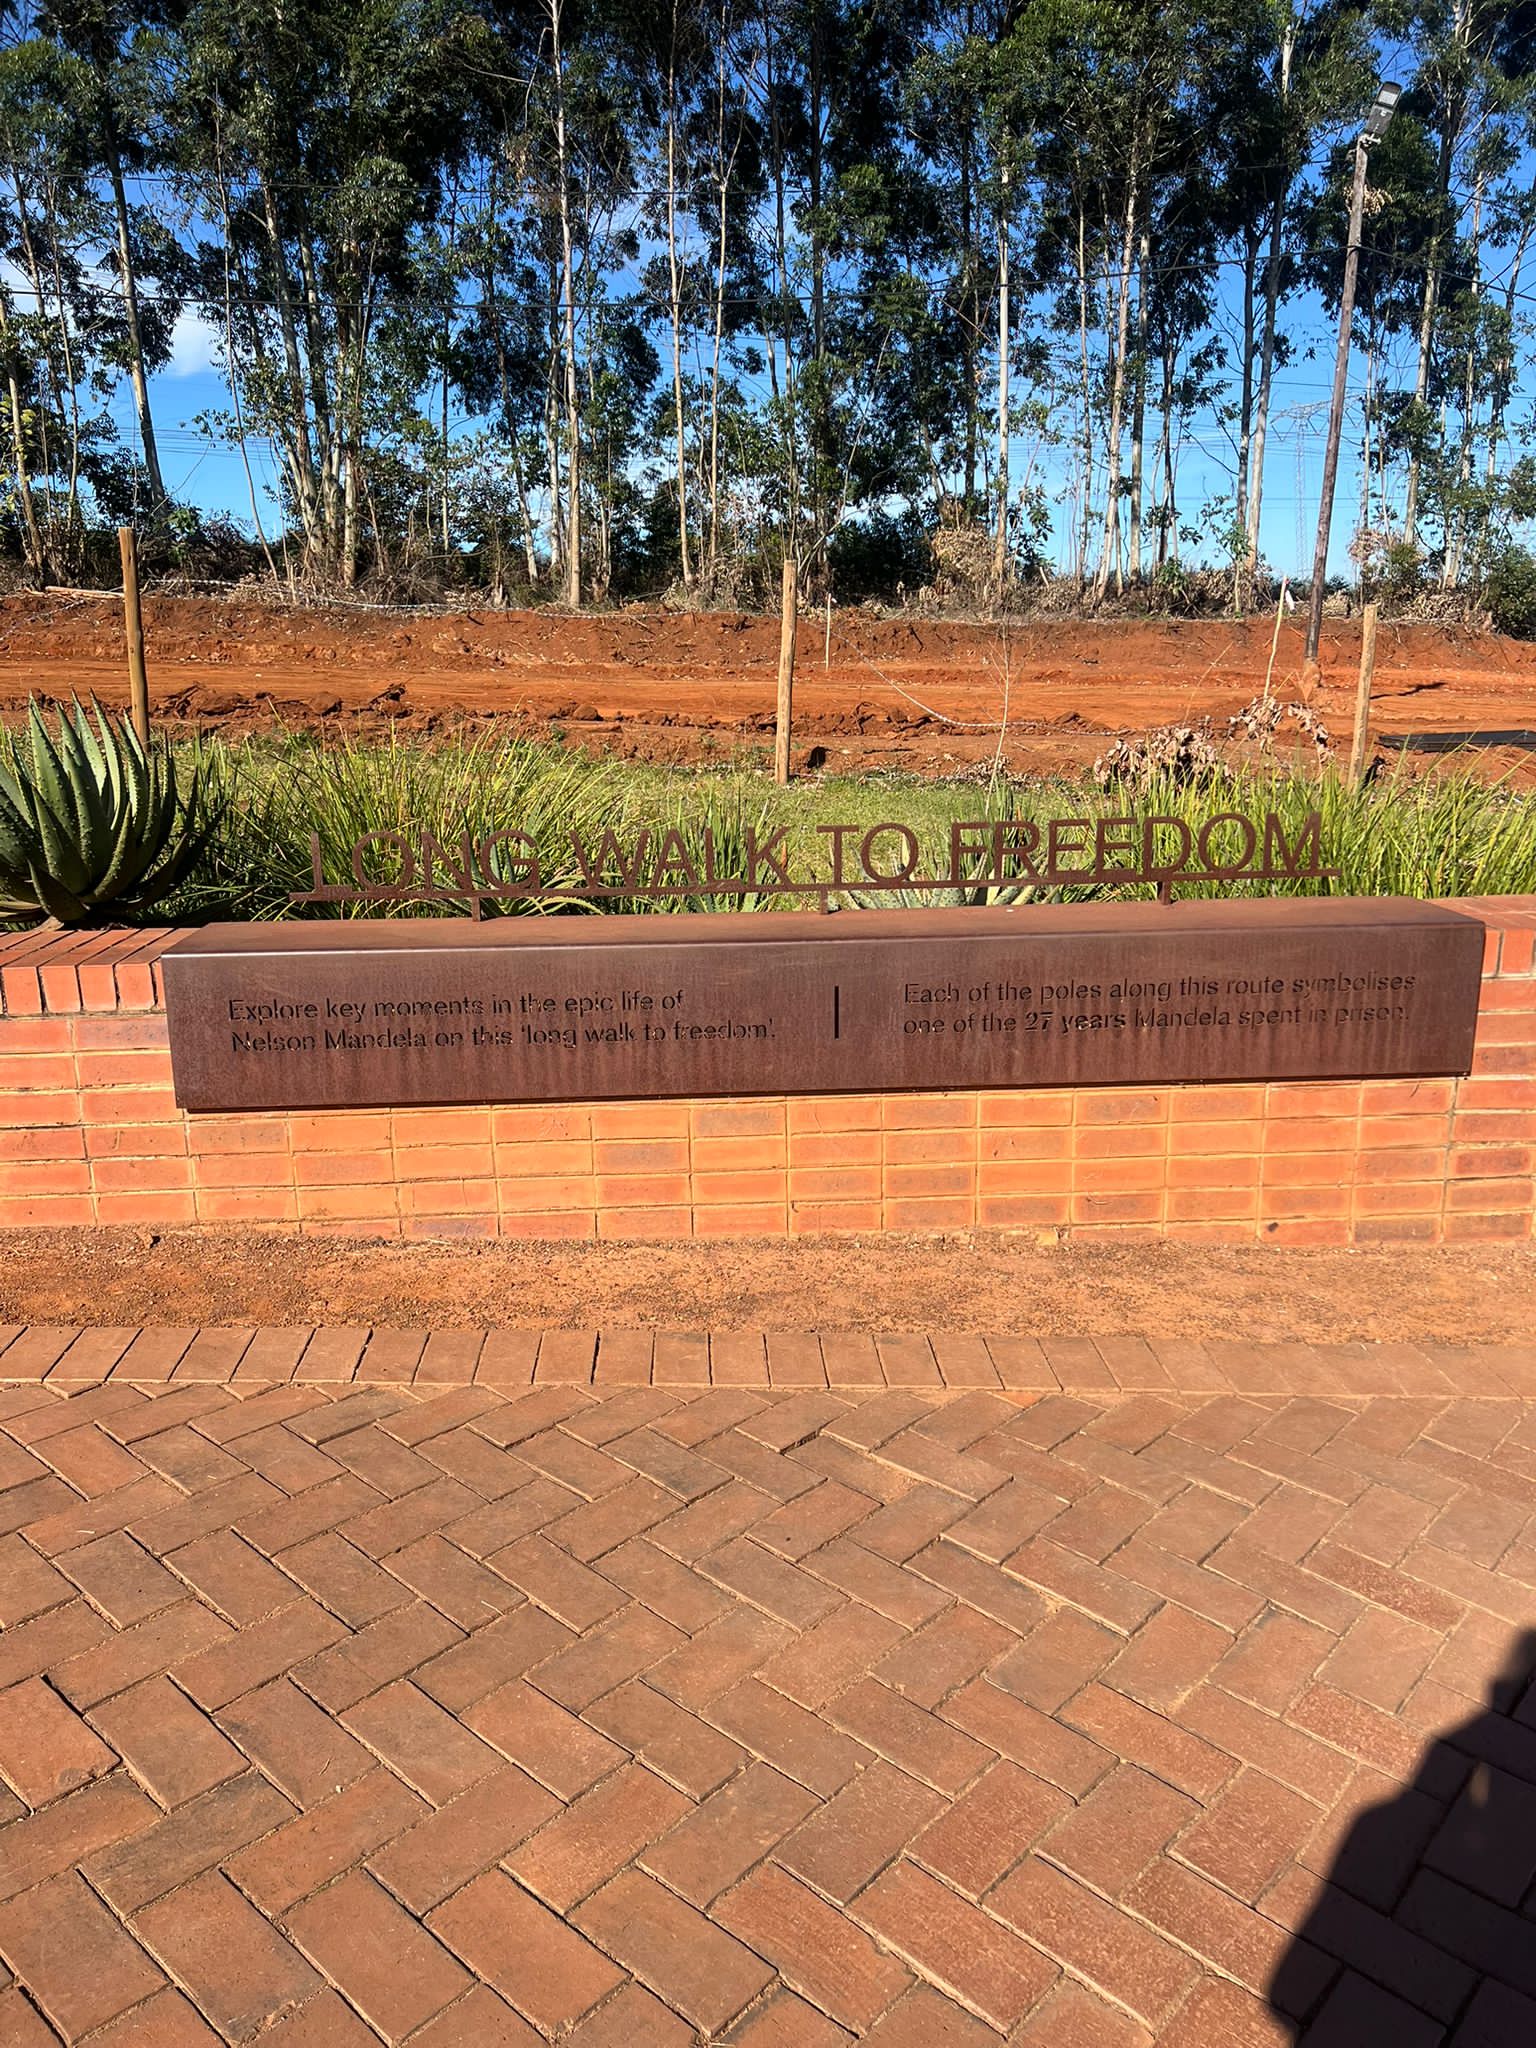 LONG WALK TO FREEDOM
Explore key moments in the epic life of
Nelson Mandela on this 'long walk to freedom'.
Each of the poles along this route symbolises
one of the 27 years Mandela spent in prison.